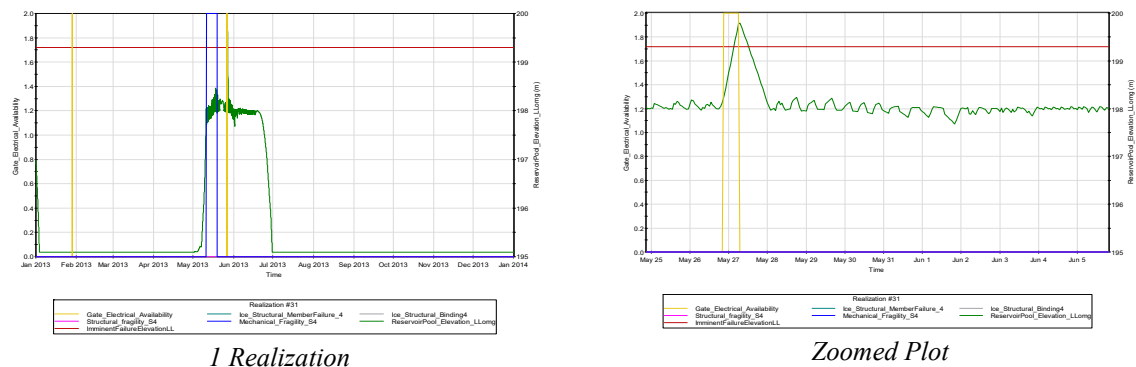 2.0
1.8
1.6
1.4
1.2
1.0
0.8
0.6
0.4
0.2
0.0
Gate_Electrical_Availability
200
199
198
197
196
195
ReservoirPool_Elevation_LLomg (m)
Jan 2013 Feb 2013 Mar 2013 Apr 2013 May 2013 Jun 2013 Jul 2013 Aug 2013 Sep 2013 Oct 2013 Nov 2013 Dec 2013 Jan 2014
Time
Realization #31
Gate_Electrical_Availability Ice_Structural_MemberFailure_4 Ice_Structural_Binding4
Structural_fragility_S4 Mechanical_Fragility_S4 ReservoirPool_Elevation_LLomg
ImminentFailureElevationLL
1 Realization
2.0
1.8
1.6
1.4
1.2
1.0
0.8
0.6
0.4
0.2
0.0
Gate_Electrical_Availability
200
199
198
197
196
195
ReservoirPool_Elevation_LLomg (m)
May 25 May 26 May 27 May 28 May 29 May 30 May 31 Jun 1 Jun 2 Jun 3 Jun 4 Jun 5
Time
Realization #31
Gate_Electrical_Availability Ice_Structural_MemberFailure_4 Ice_Structural_Binding4
Structural_fragility_S4 Mechanical_Fragility_S4 ReservoirPool_Elevation_LLomg
ImminentFailureElevationLL
Zoomed Plot